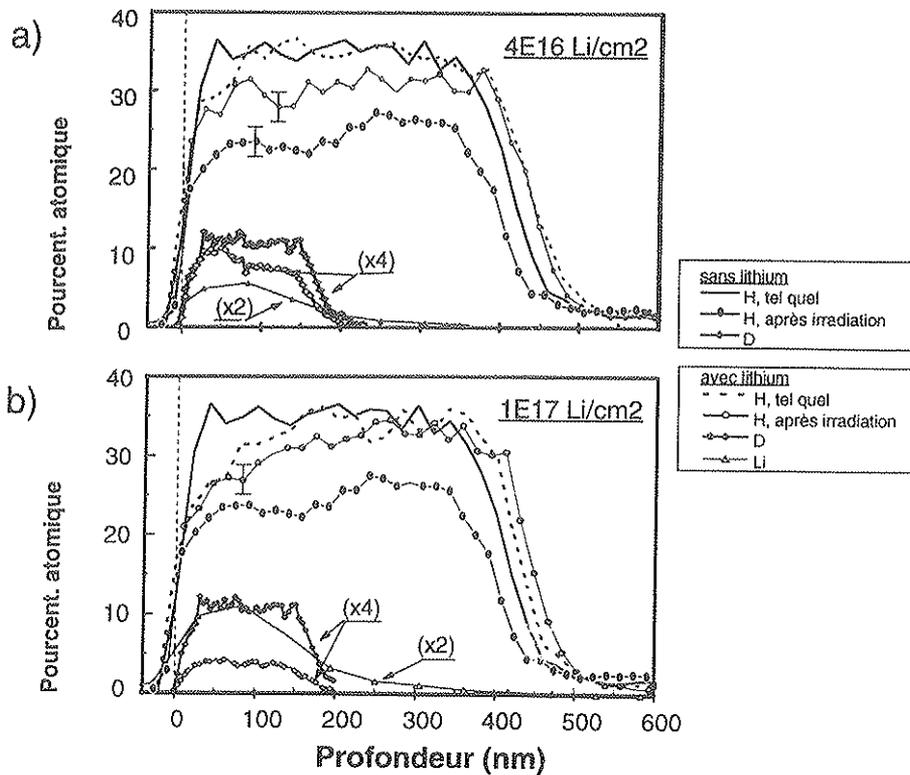 a)
4E16 Li/cm2
Pourcent. atomique
40
30
20
10
0
(x4)
(x2)
sans lithium
H, tel quel
H, après irradiation
D
avec lithium
H, tel quel
H, après irradiation
D
Li
b)
1E17 Li/cm2
Pourcent. atomique
40
30
20
10
0
(x4)
(x2)
0 100 200 300 400 500 600
Profondeur (nm)